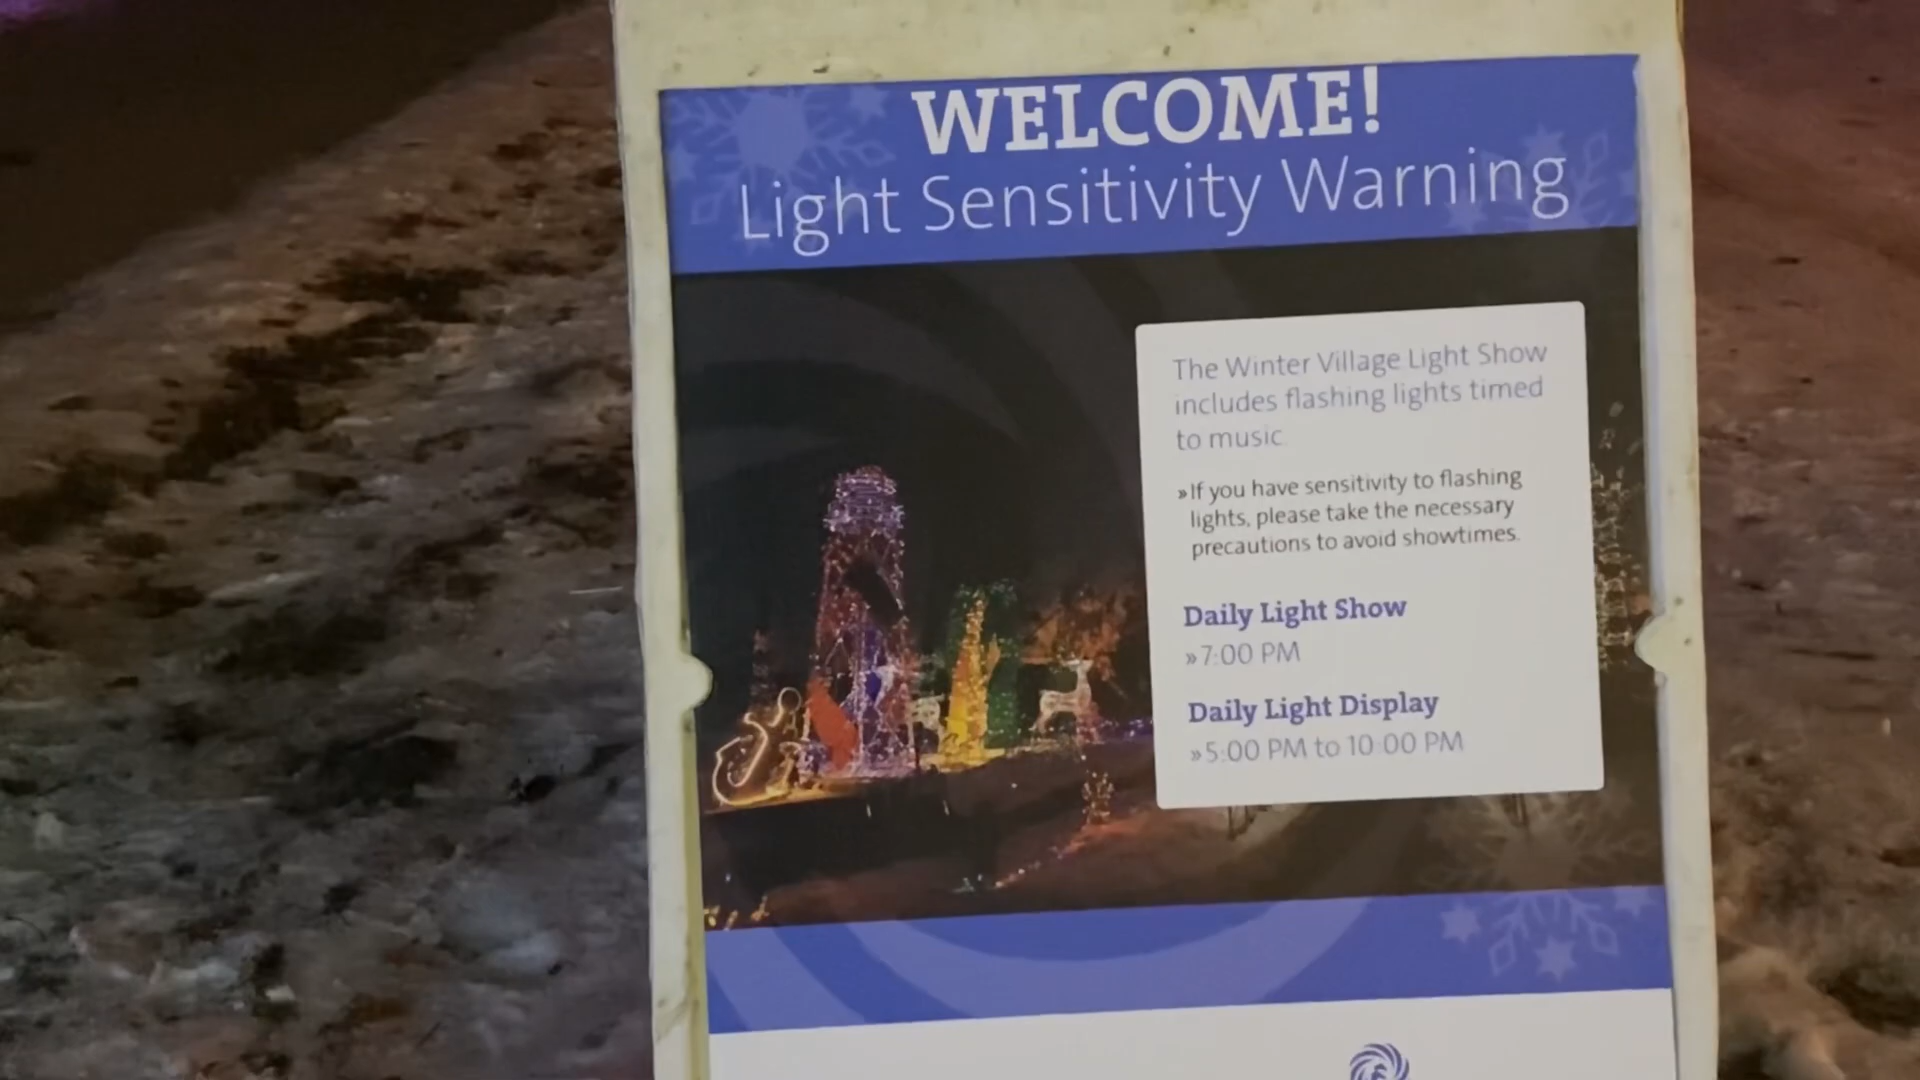 WELCOME!
Light Sensitivity Warning
The Winter Village Light Show
includes flashing lights timed
to music
»If you have sensitivity to flashing
lights, please take the necessary
precautions to avoid showtimes.
Daily Light Show
»7:00 PM
Daily Light Display
»5:00 PM to 10:00 PM